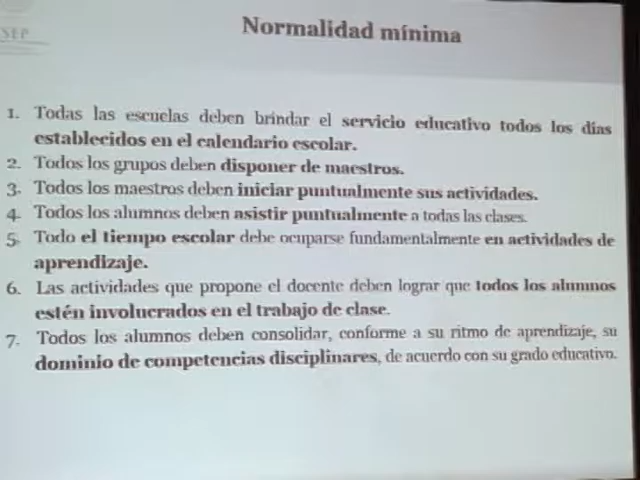 SEP
Normalidad mínima
1. Todas las escuelas deben brindar el servicio educativo todos los días
establecidos en el calendario escolar.
2. Todos los grupos deben disponer de maestros.
3. Todos los maestros deben iniciar puntualmente sus actividades.
4. Todos los alumnos deben asistir puntualmente a todas las clases.
5. Todo el tiempo escolar debe ocuparse fundamentalmente en actividades de
aprendizaje.
6. Las actividades que propone el docente deben lograr que todos los alumnos
estén involucrados en el trabajo de clase.
7. Todos los alumnos deben consolidar, conforme a su ritmo de aprendizaje, su
dominio de competencias disciplinares, de acuerdo con su grado educativo.